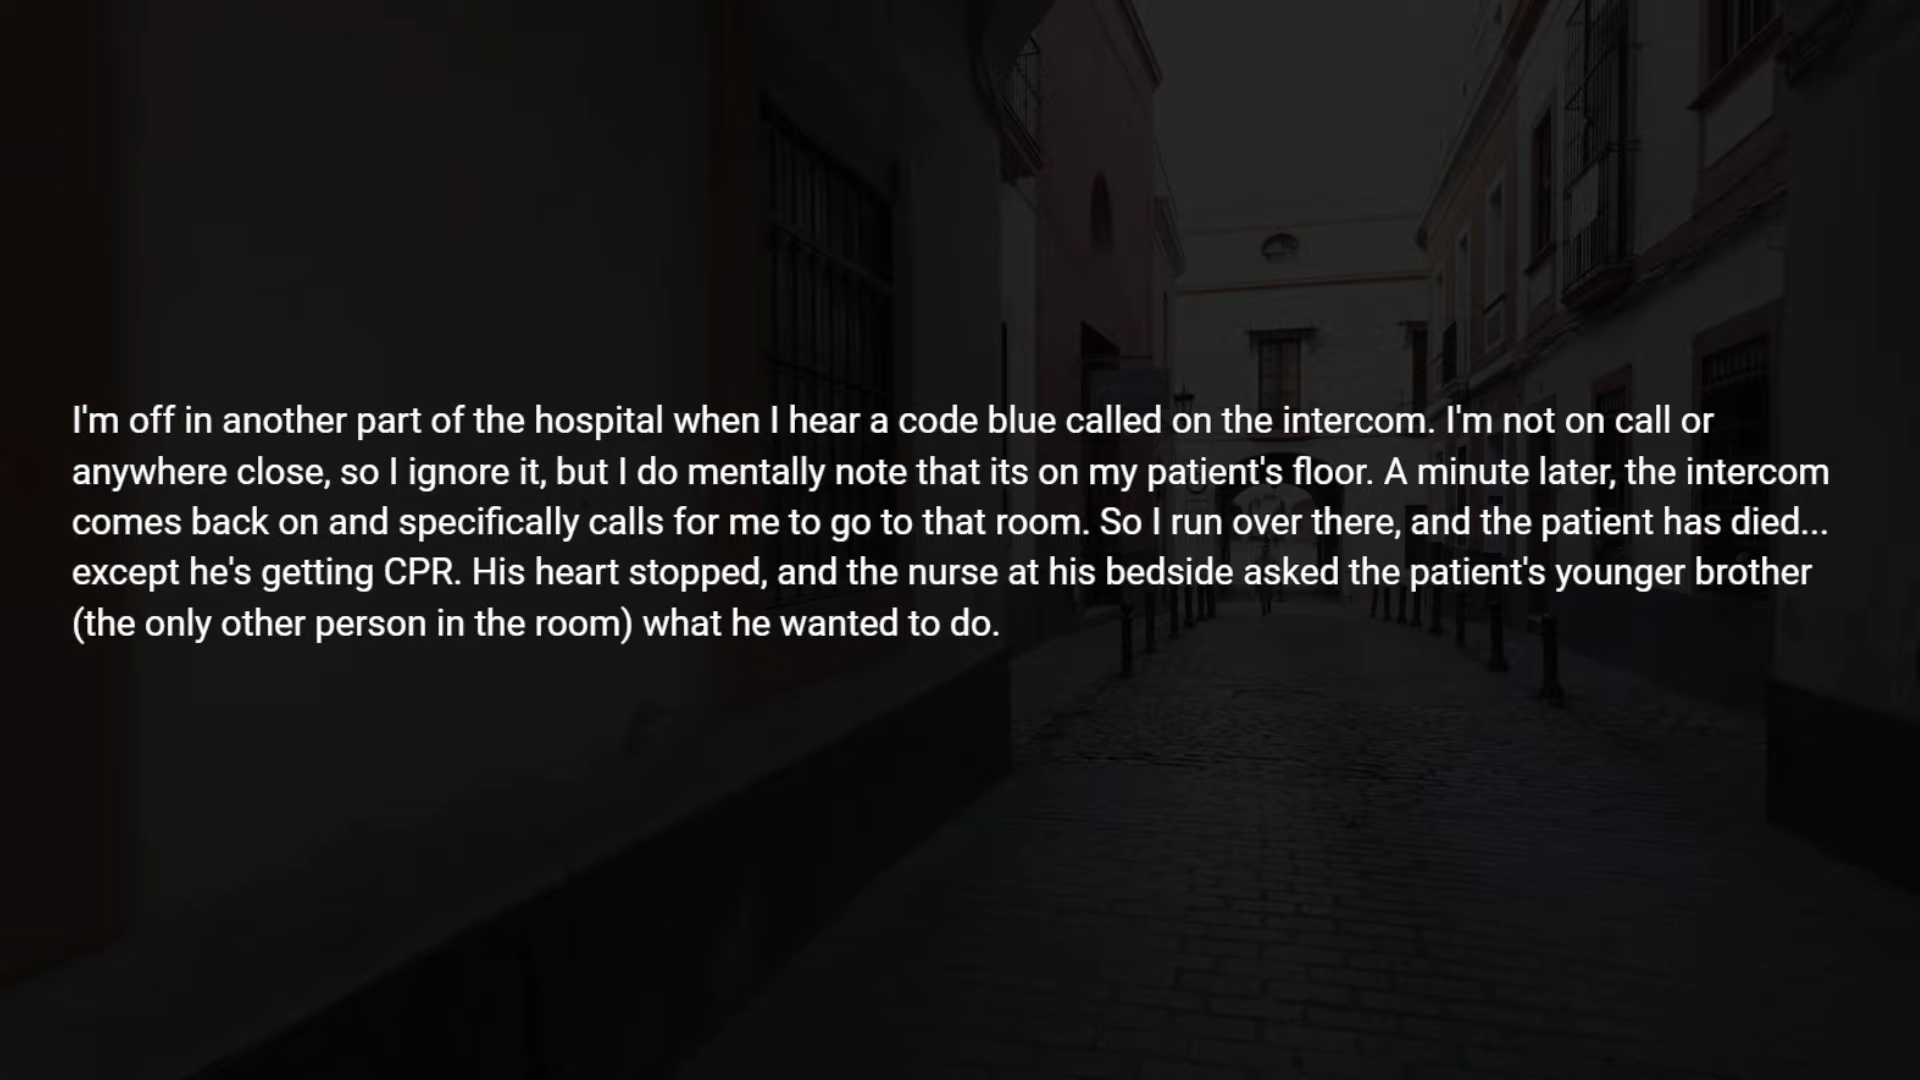 I'm off in another part of the hospital when I hear a code blue called on the intercom. I'm not on call or
anywhere close, so I ignore it, but I do mentally note that its on my patient's floor. A minute later, the intercom
comes back on and specifically calls for me to go to that room. So I run over there, and the patient has died...
except he's getting CPR. His heart stopped, and the nurse at his bedside asked the patient's younger brother
(the only other person in the room) what he wanted to do.